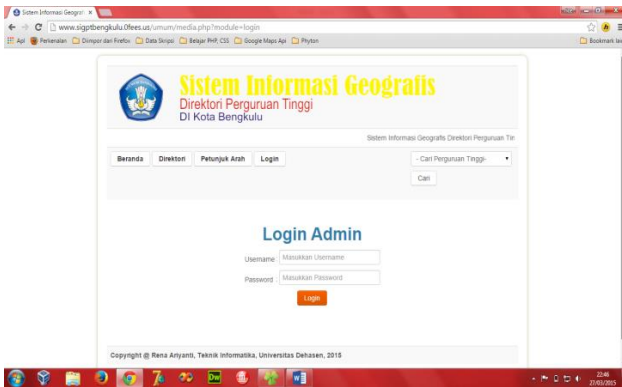 Sistem Informasi Geografi
www.sigptbengkulu.0fees.us/umum/media.php?module=login
Apl Perkenalan Diimpor dari Firefox Data Skripsi Belajar PHP, CSS Google Maps Api Phyton Bookmark lai
Sistem Informasi Geografis
Direktori Perguruan Tinggi
DI Kota Bengkulu
Sistem Informasi Geografis Direktori Perguruan Tin
Beranda Direktori Petunjuk Arah Login - Cari Perguruan Tinggi-
Cari
Login Admin
Username : Masukkan Username
Password : Masukkan Password
Login
Copyright @ Rena Ariyanti, Teknik Informatika, Universitas Dehasen, 2015
22:46
27/03/2015